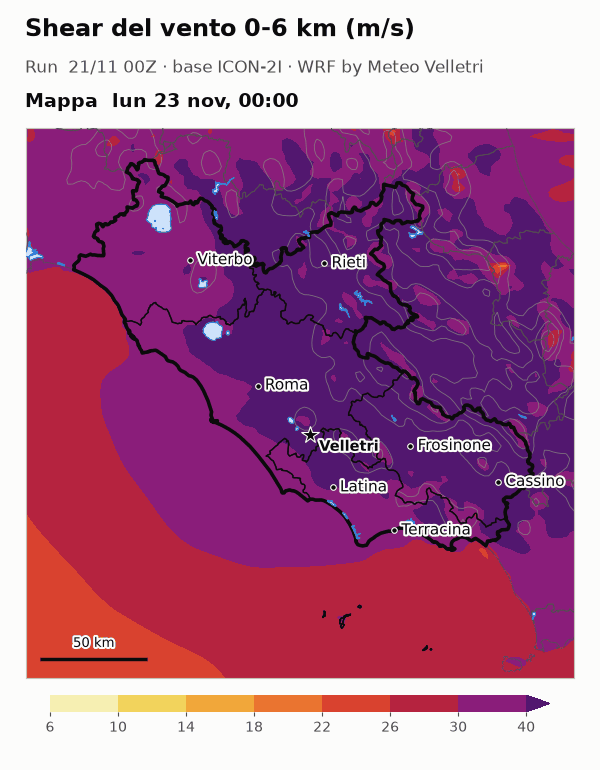 Shear del vento 0-6 km (m/s)
Run  21/11 00Z · base ICON-2I · WRF by Meteo Velletri
Mappa  lun 23 nov, 00:00
Viterbo
Rieti
Roma
Velletri
Frosinone
Cassino
Latina
Terracina
50 km
6 10 14 18 22 26 30 40